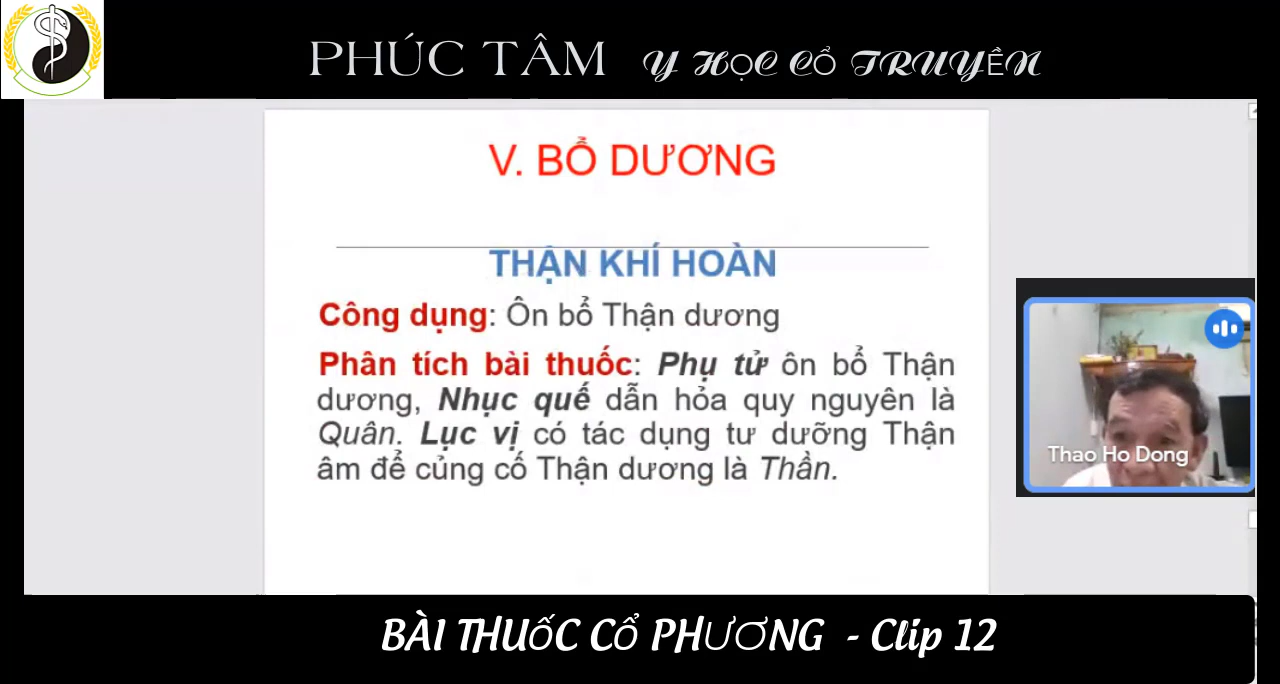 PHÚC TÂM Y HỌC CỔ TRUYỀN
V. BỔ DƯƠNG
THẬN KHÍ HOÀN
Công dụng: Ôn bổ Thận dương
Phân tích bài thuốc: Phụ tử ôn bổ Thận
dương, Nhục quế dẫn hỏa quy nguyên là
Quân. Lục vị có tác dụng tư dưỡng Thận
âm để củng cố Thận dương là Thần.
Thao Ho Dong
BÀI THUỐC CỔ PHƯƠNG - Clip 12